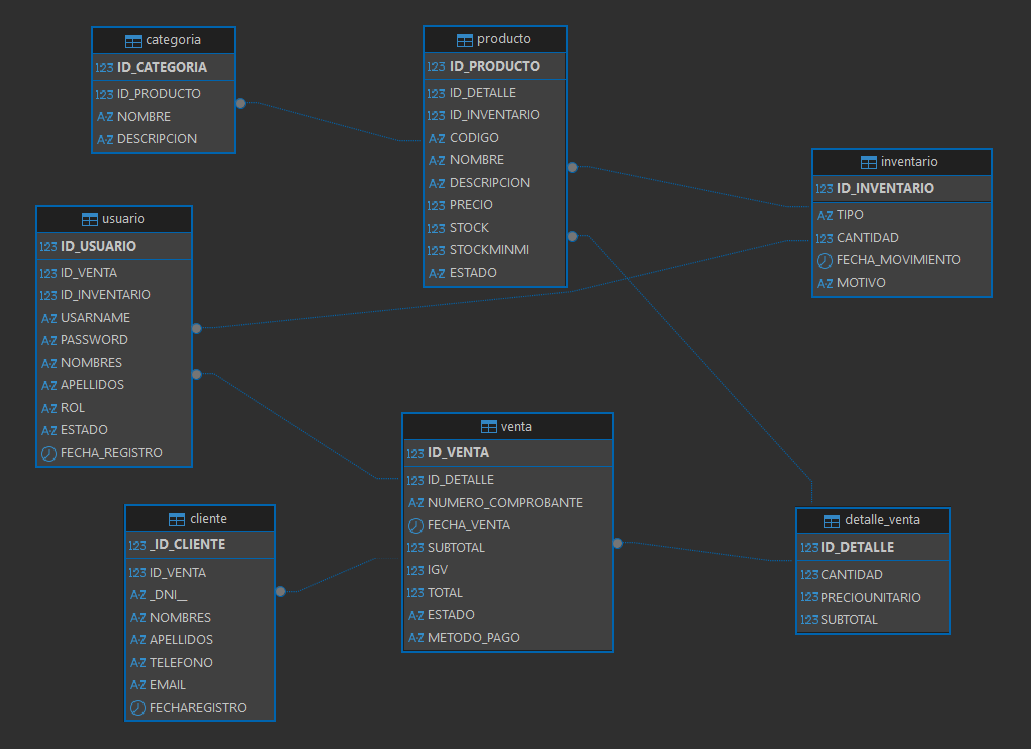 categoria
123 ID_CATEGORIA
123 ID_PRODUCTO
A-Z NOMBRE
A-Z DESCRIPCION
producto
123 ID_PRODUCTO
123 ID_DETALLE
123 ID_INVENTARIO
A-Z CODIGO
A-Z NOMBRE
A-Z DESCRIPCION
123 PRECIO
123 STOCK
123 STOCKMINMI
A-Z ESTADO
inventario
123 ID_INVENTARIO
A-Z TIPO
123 CANTIDAD
FECHA_MOVIMIENTO
A-Z MOTIVO
usuario
123 ID_USUARIO
123 ID_VENTA
123 ID_INVENTARIO
A-Z USARNAME
A-Z PASSWORD
A-Z NOMBRES
A-Z APELLIDOS
A-Z ROL
A-Z ESTADO
FECHA_REGISTRO
venta
123 ID_VENTA
123 ID_DETALLE
A-Z NUMERO_COMPROBANTE
FECHA_VENTA
123 SUBTOTAL
123 IGV
123 TOTAL
A-Z ESTADO
A-Z METODO_PAGO
cliente
123 _ID_CLIENTE
123 ID_VENTA
A-Z _DNI__
A-Z NOMBRES
A-Z APELLIDOS
A-Z TELEFONO
A-Z EMAIL
FECHAREGISTRO
detalle_venta
123 ID_DETALLE
123 CANTIDAD
123 PRECIOUNITARIO
123 SUBTOTAL